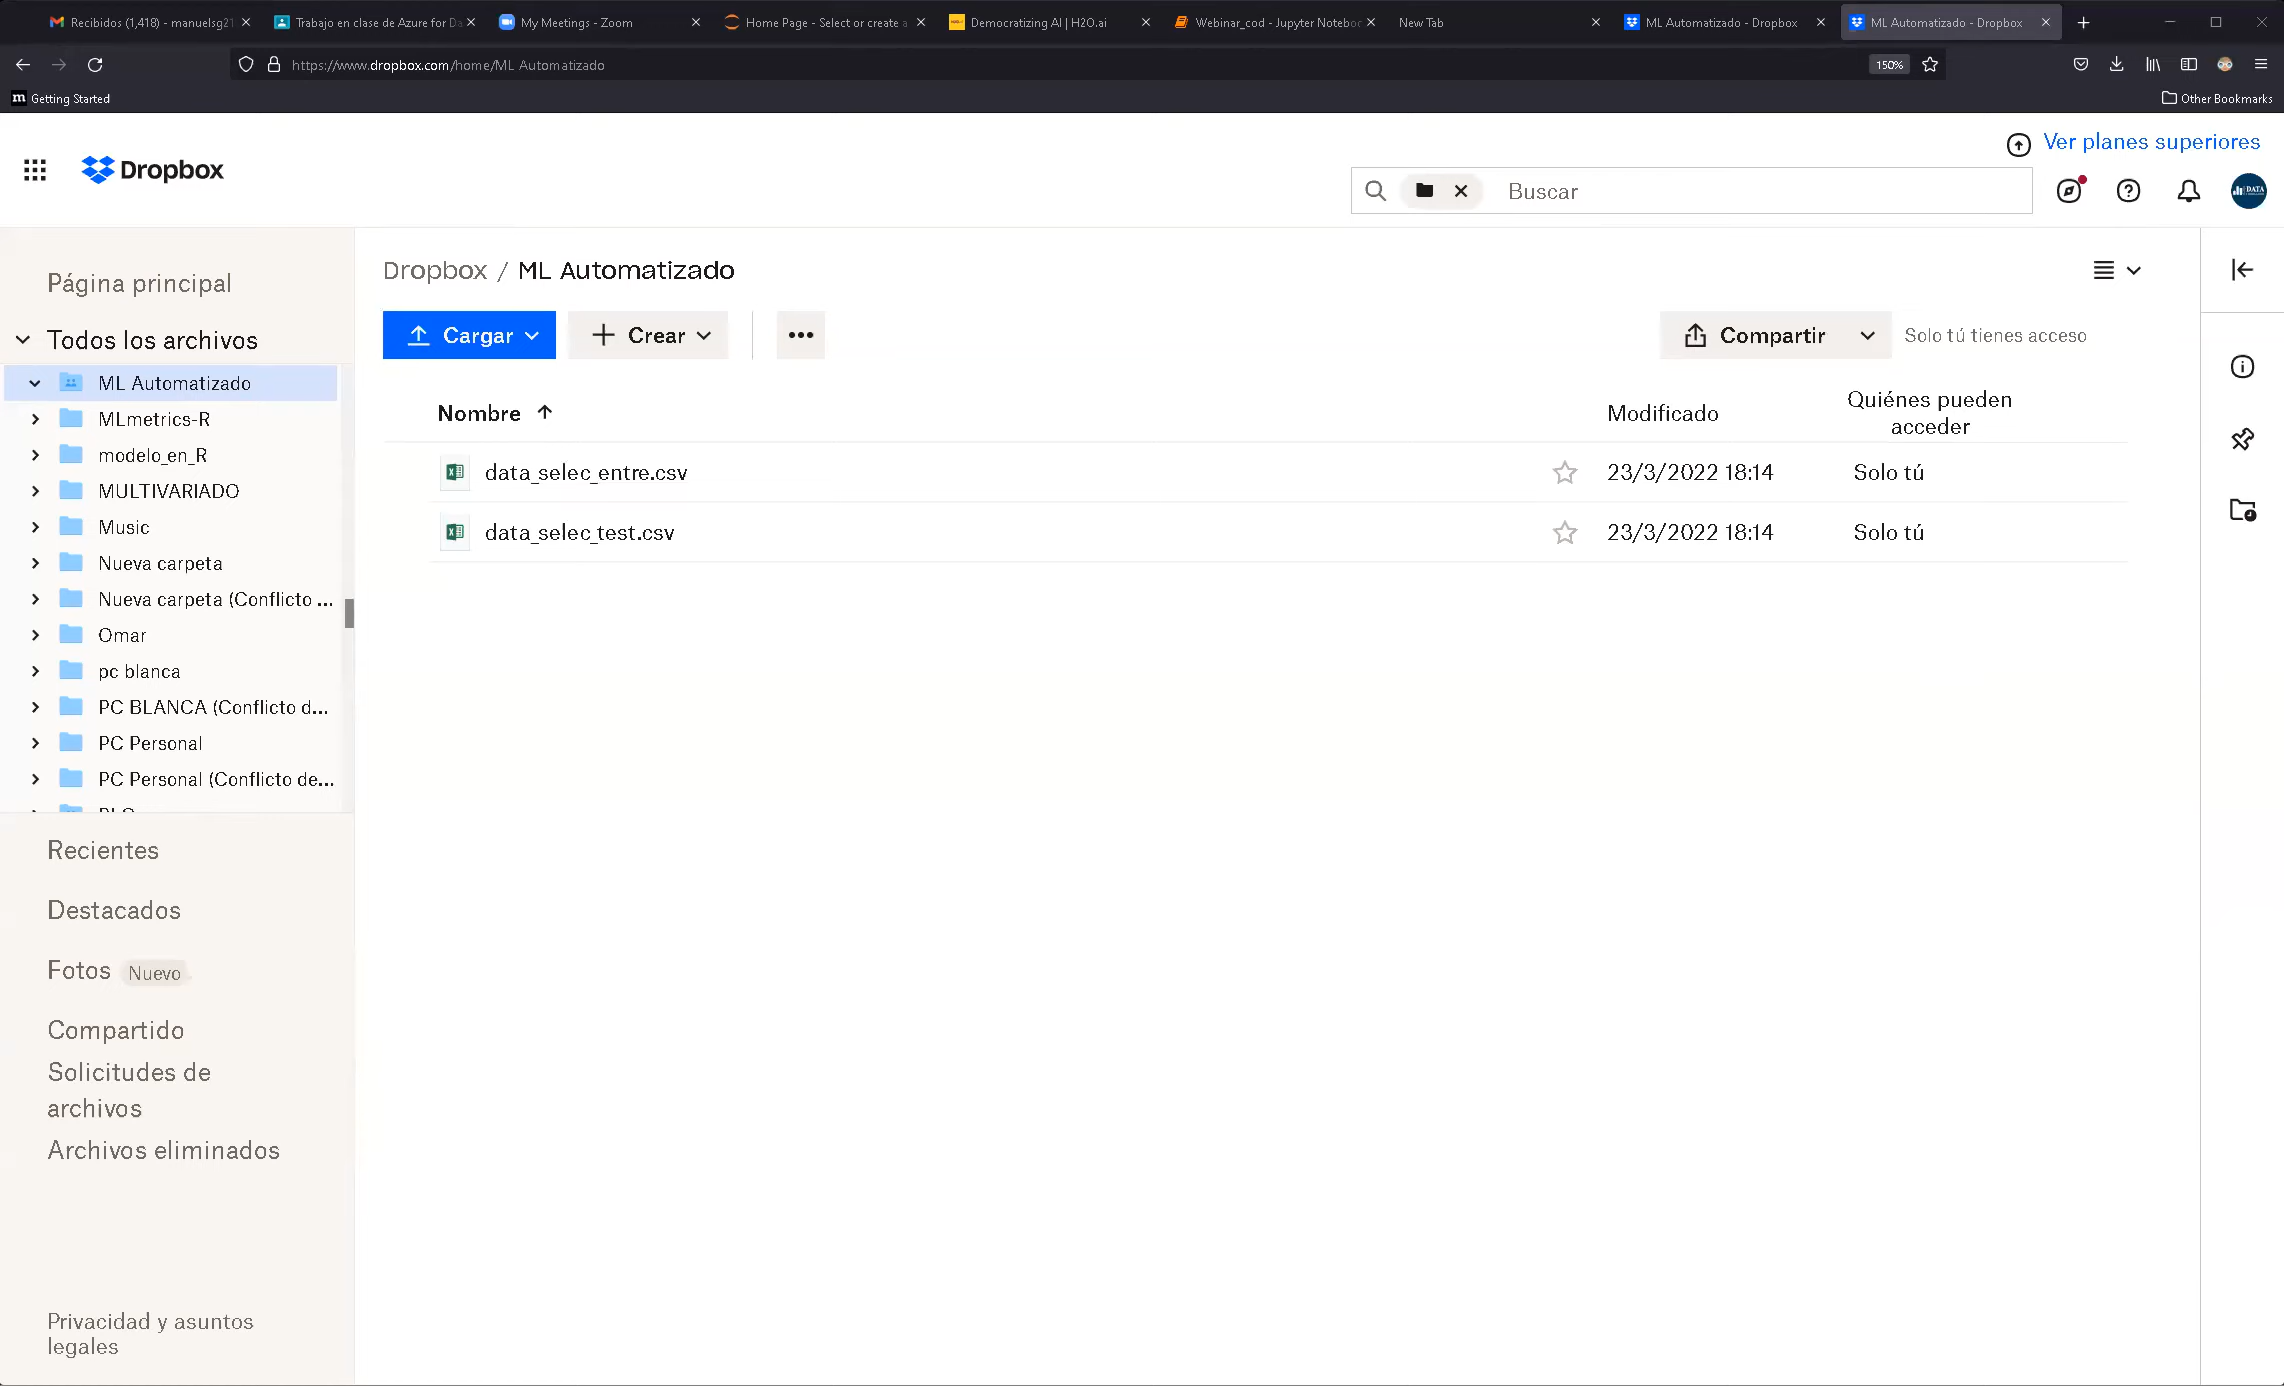 Recibidos (1,418) - manuelsg21
Trabajo en clase de Azure for Da
My Meetings - Zoom
Home Page - Select or create a
Democratizing AI | H2O.ai
Webinar_cod - Jupyter Noteboo
New Tab
ML Automatizado - Dropbox
ML Automatizado - Dropbox
https://www.dropbox.com/home/ML Automatizado
150%
Getting Started
Other Bookmarks
Ver planes superiores
Dropbox
Buscar
DATA
Página principal
Todos los archivos
ML Automatizado
MLmetrics-R
modelo_en_R
MULTIVARIADO
Music
Nueva carpeta
Nueva carpeta (Conflicto ...
Omar
pc blanca
PC BLANCA (Conflicto d...
PC Personal
PC Personal (Conflicto de...
Recientes
Destacados
Fotos Nuevo
Compartido
Solicitudes de
archivos
Archivos eliminados
Privacidad y asuntos
legales
Dropbox / ML Automatizado
Cargar
Crear
Compartir
Solo tú tienes acceso
Nombre
Modificado
Quiénes pueden
acceder
data_selec_entre.csv 23/3/2022 18:14 Solo tú
data_selec_test.csv 23/3/2022 18:14 Solo tú